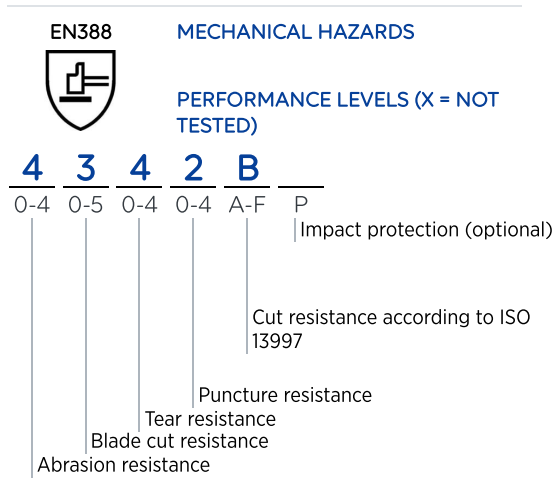 EN388
MECHANICAL HAZARDS
PERFORMANCE LEVELS (X = NOT
TESTED)
4 3 4 2 B
0-4 0-5 0-4 0-4 A-F P
Impact protection (optional)
Cut resistance according to ISO
13997
Puncture resistance
Tear resistance
Blade cut resistance
Abrasion resistance